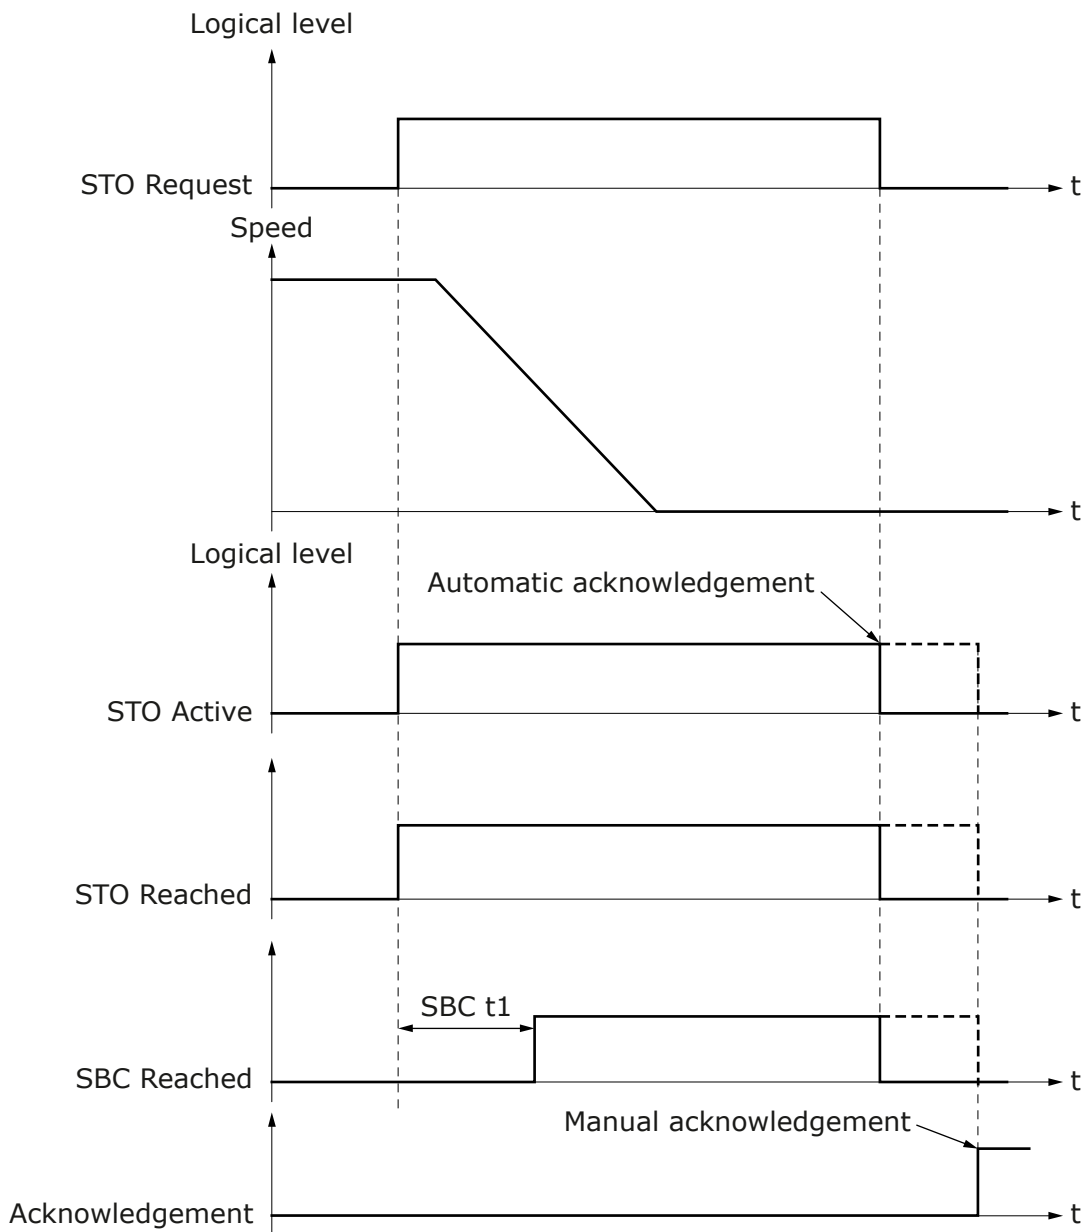 Logical level
STO Request
t
Speed
t
Logical level
Automatic acknowledgement
STO Active
t
STO Reached
t
SBC t1
SBC Reached
t
Manual acknowledgement
Acknowledgement
t